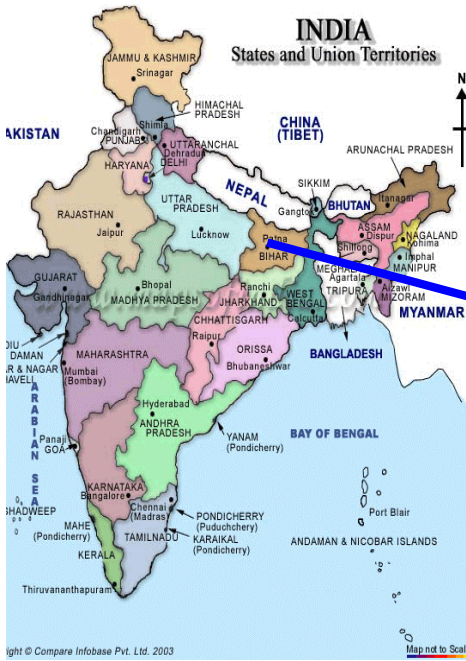 INDIA
States and Union Territories
JAMMU & KASHMIR
Srinagar
N
HIMACHAL
PRADESH
Shimla
CHINA
(TIBET)
AKISTAN
Chandigarh
PUNJAB
UTTARANCHAL
Dehradun
HARYANA
DELHI
ARUNACHAL PRADESH
SIKKIM
NEPAL
BHUTAN
Itanagar
Gangtok
UTTAR
PRADESH
RAJASTHAN
Jaipur
Lucknow
ASSAM
Dispur
NAGALAND
Kohima
Patna
BIHAR
Shillong
Imphal
MANIPUR
GUJARAT
Gandhinagar
Bhopal
MADHYA PRADESH
Ranchi
JHARKHAND
WEST
BENGAL
Calcutta
Agartala
TRIPURA
Aizawl
MIZORAM
MYANMAR
CHHATTISGARH
Raipur
DIU
DAMAN
AR & NAGAR
HAVELI
MAHARASHTRA
Mumbai
(Bombay)
ORISSA
Bhubaneshwar
BANGLADESH
Hyderabad
ANDHRA
PRADESH
ARABIAN SEA
YANAM
(Pondicherry)
BAY OF BENGAL
Panaji
GOA
KARNATAKA
Bangalore
Chennai
(Madras)
PONDICHERRY
(Puduchcery)
KARAIKAL
(Pondicherry)
SHADWEEP
MAHE
(Pondicherry)
TAMILNADU
KERALA
Thiruvananthapuram
Port Blair
ANDAMAN & NICOBAR ISLANDS
right © Compare Infobase Pvt. Ltd. 2003
Map not to Scal